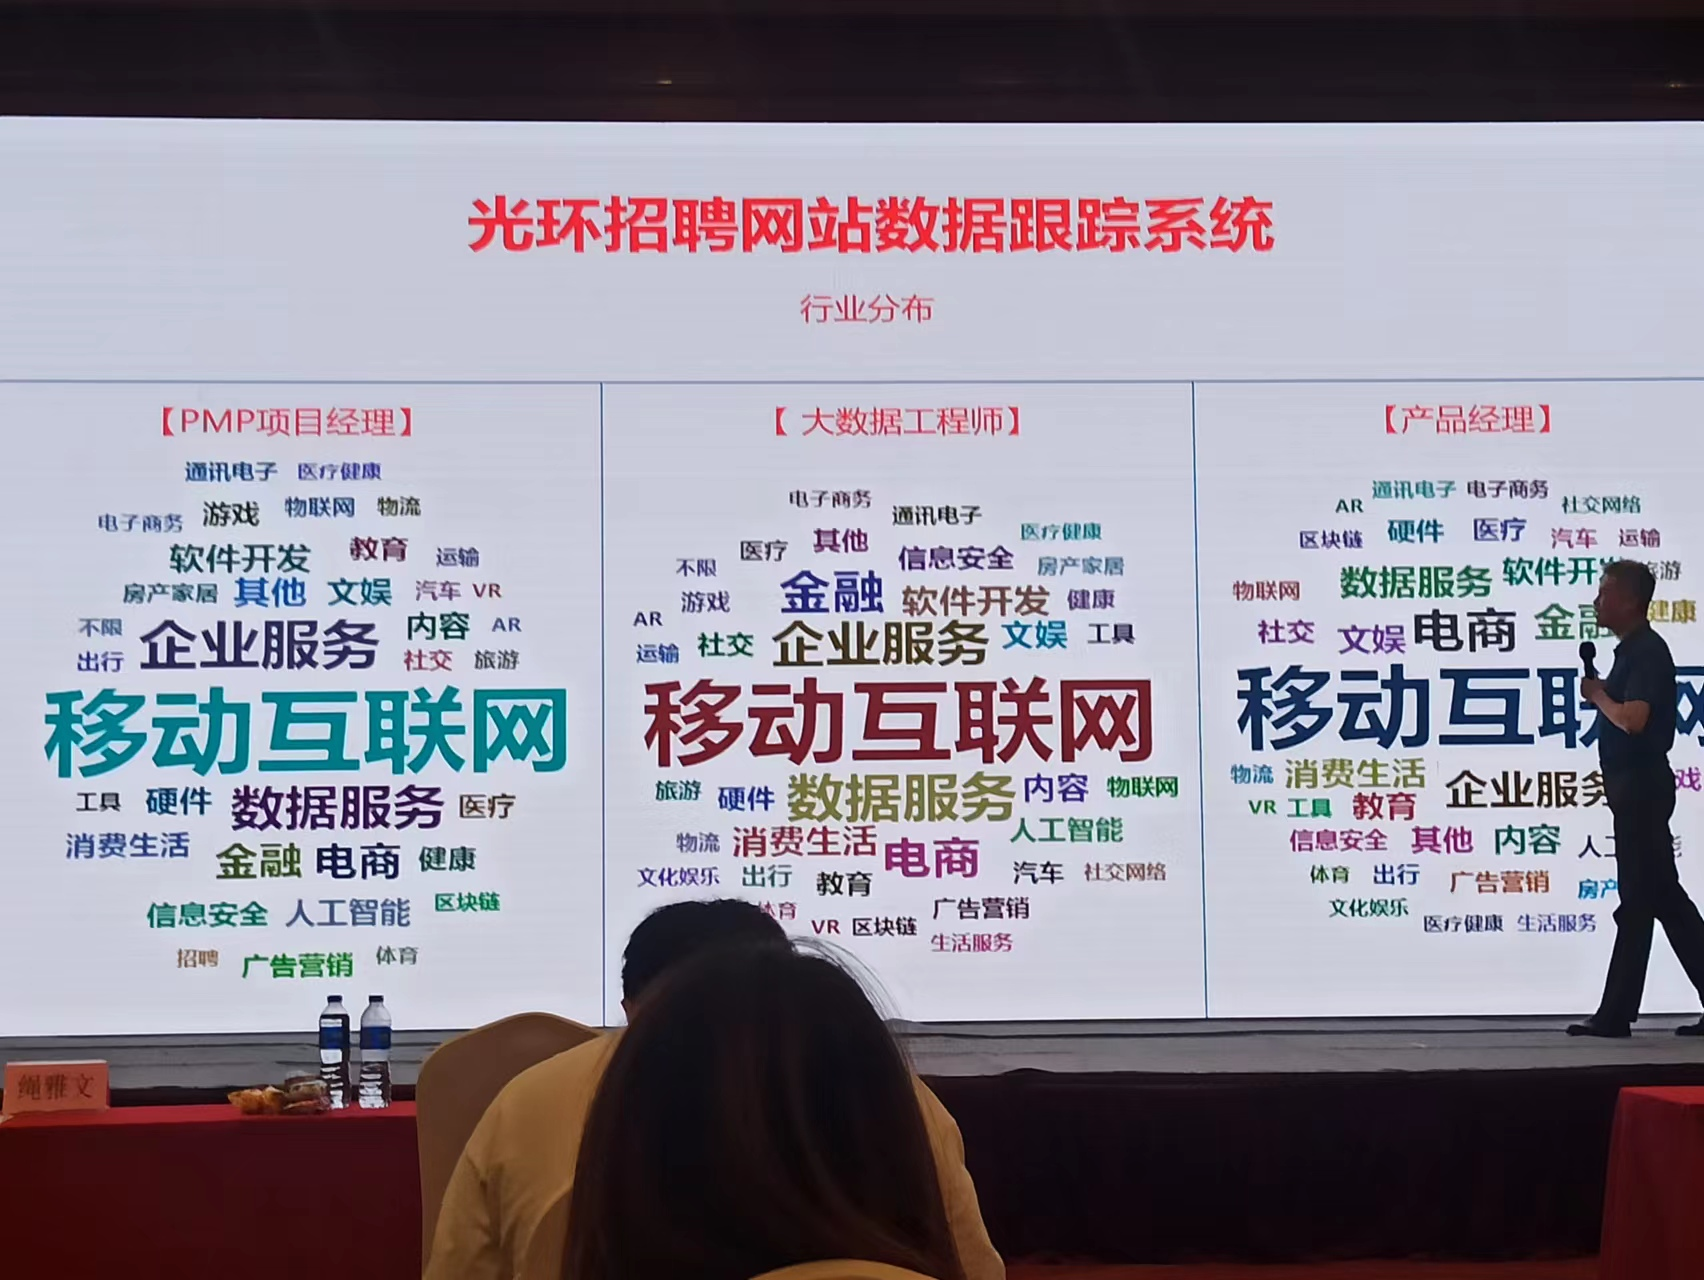 光环招聘网站数据跟踪系统
行业分布
【PMP项目经理】
通讯电子 医疗健康
电子商务 游戏 物联网 物流
软件开发 教育 运输
房产家居 其他 文娱 汽车 VR
不限 企业服务 内容 AR
出行 社交 旅游
移动互联网
工具 硬件 数据服务 医疗
消费生活 金融 电商 健康
信息安全 人工智能 区块链
招聘 广告营销 体育
【 大数据工程师】
电子商务 通讯电子
医疗 其他 信息安全 医疗健康
不限 金融 房产家居
游戏 软件开发 健康
AR 社交 企业服务 文娱 工具
运输
移动互联网
旅游 硬件 数据服务 内容 物联网
物流 消费生活 电商 人工智能
文化娱乐 出行 教育 汽车 社交网络
体育 VR 区块链 广告营销
生活服务
【产品经理】
AR 通讯电子 电子商务 社交网络
区块链 硬件 医疗 汽车 运输
物联网 数据服务 软件开 旅游
社交 文娱 电商 金融 健康
移动互联网
物流 消费生活 企业服务
VR 工具 教育 戏
信息安全 其他 内容 人工 能
体育 出行 广告营销 房产
文化娱乐 医疗健康 生活服务
绳雅文